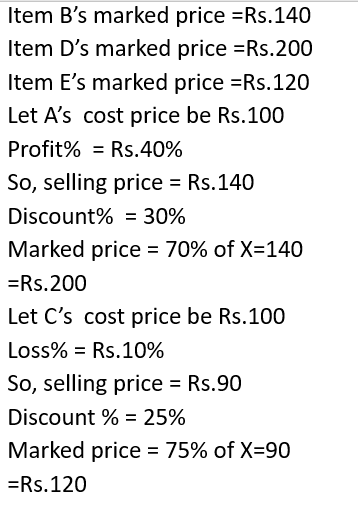 Item B’s marked price =Rs.140
Item D’s marked price =Rs.200
Item E’s marked price =Rs.120
Let A’s  cost price be Rs.100
Profit%  = Rs.40%
So, selling price = Rs.140
Discount%  = 30%
Marked price = 70% of X=140
=Rs.200
Let C’s  cost price be Rs.100
Loss% = Rs.10%
So, selling price = Rs.90
Discount % = 25%
Marked price = 75% of X=90
=Rs.120